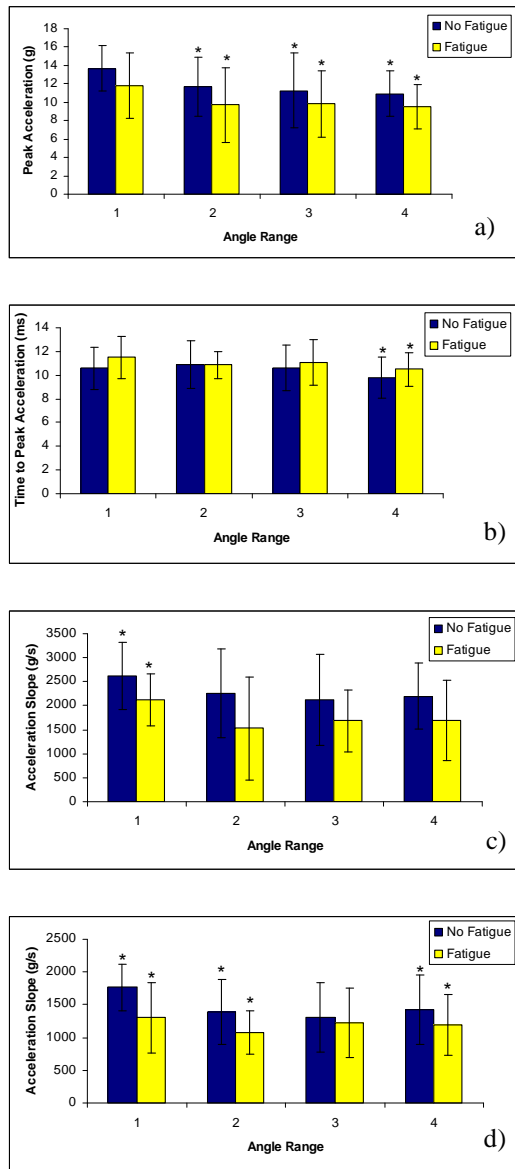 18
16
14
12
10
8
6
4
2
0
Peak Acceleration (g)
No Fatigue
Fatigue
* * * * * *
1 2 3 4
Angle Range
a)
14
12
10
8
6
4
2
0
Time to Peak Acceleration (ms)
No Fatigue
Fatigue
* *
1 2 3 4
Angle Range
b)
3500
3000
2500
2000
1500
1000
500
0
Acceleration Slope (g/s)
No Fatigue
Fatigue
* *
1 2 3 4
Angle Range
c)
2500
2000
1500
1000
500
0
Acceleration Slope (g/s)
No Fatigue
Fatigue
* * * * * *
1 2 3 4
Angle Range
d)